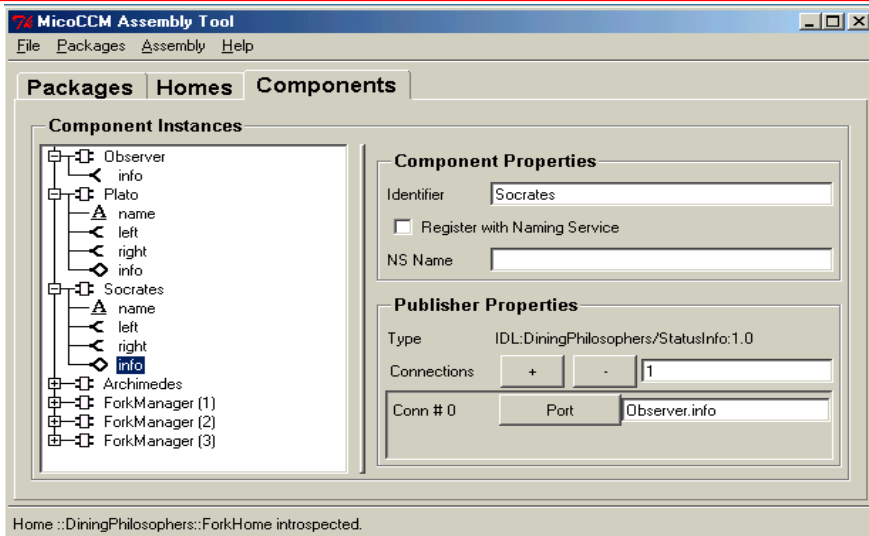 MicoCCM Assembly Tool
File Packages Assembly Help
Packages Homes Components
Component Instances
Observer
info
Plato
A name
left
right
info
Socrates
A name
left
right
info
Archimedes
ForkManager (1)
ForkManager (2)
ForkManager (3)
Component Properties
Identifier Socrates
Register with Naming Service
NS Name
Publisher Properties
Type IDL:DiningPhilosophers/StatusInfo:1.0
Connections + - 1
Conn # 0 Port Observer.info
Home ::DiningPhilosophers::ForkHome introspected.